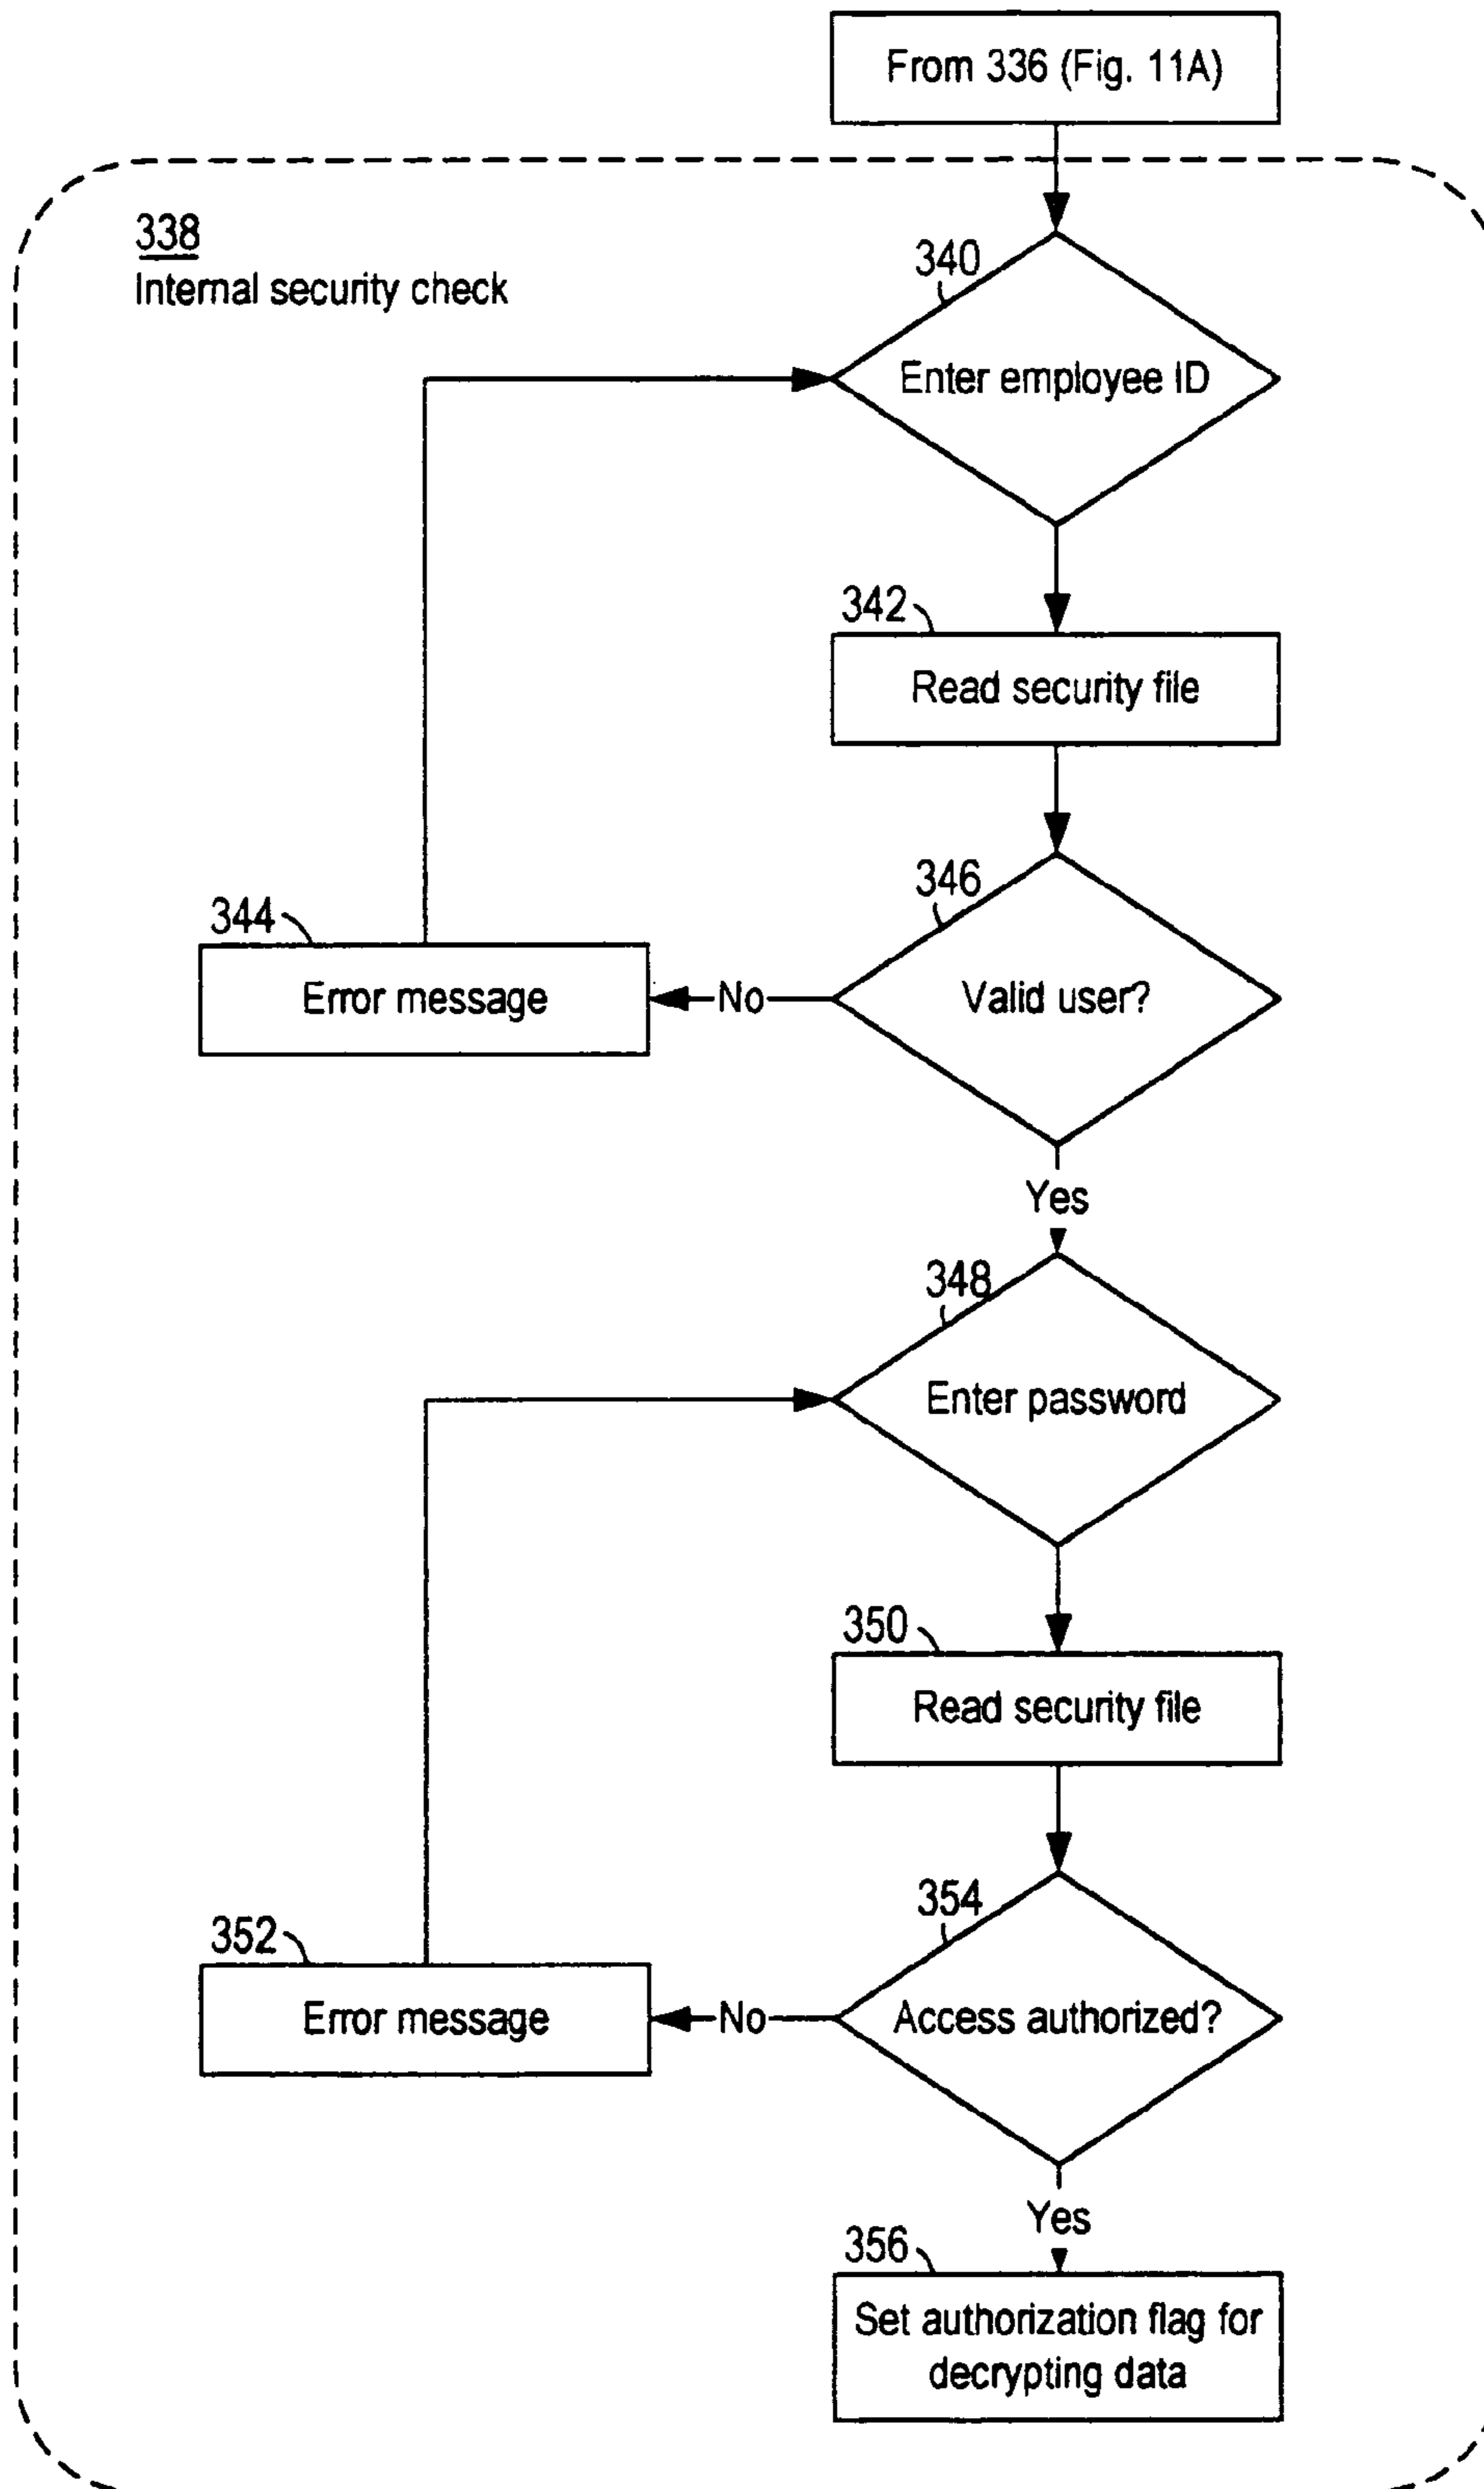 From 336 (Fig. 11A)
338
Internal security check
340
Enter employee ID
342
Read security file
346
Valid user?
No
344
Error message
Yes
348
Enter password
350
Read security file
354
Access authorized?
No
352
Error message
Yes
356
Set authorization flag for
decrypting data